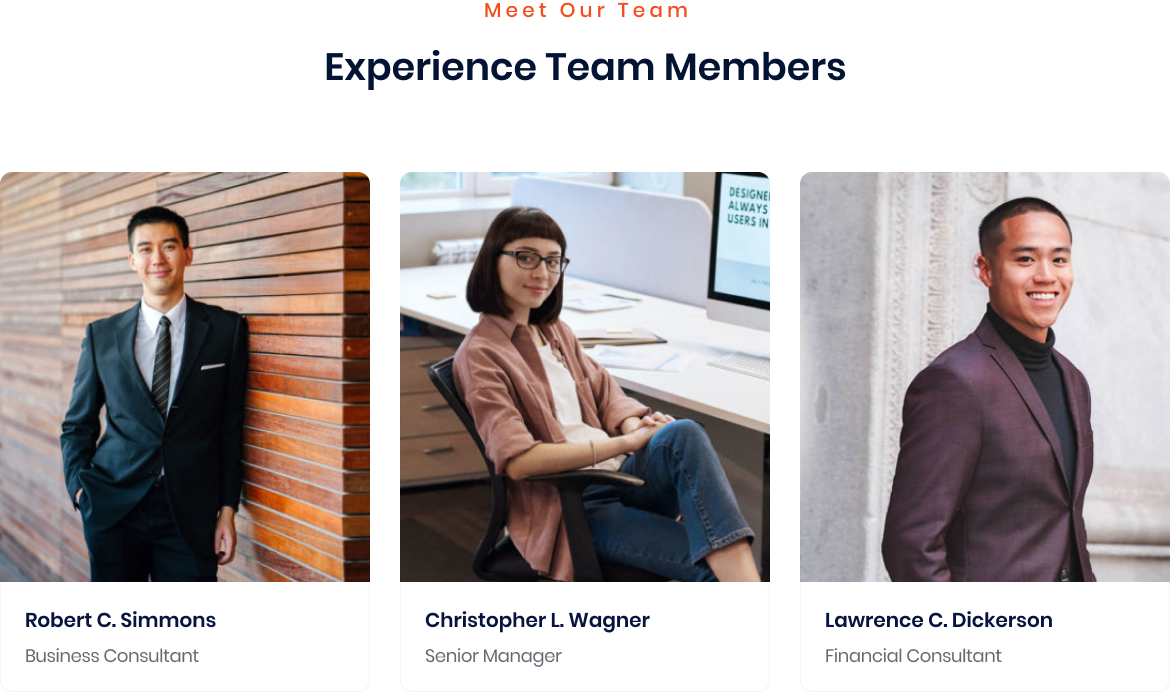 Meet Our Team
Experience Team Members
DESIGNE
ALWAYS
USERS IN
Robert C. Simmons
Christopher L. Wagner
Lawrence C. Dickerson
Business Consultant
Senior Manager
Financial Consultant